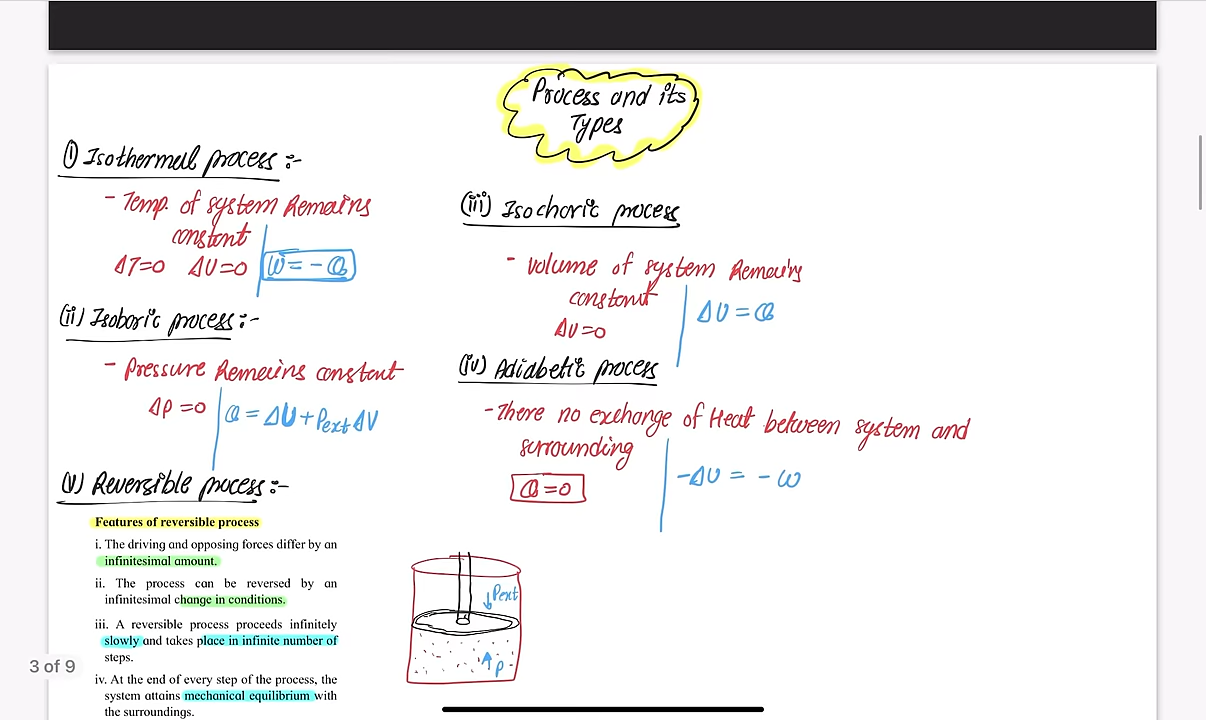 Process and its
Types
(i) Isothermal process :-
- Temp. of system Remains
constant
ΔT=0 ΔU=0 | W = - Q
(ii) Isobaric process :-
- Pressure Remains constant
ΔP =0 | Q = ΔU + Pext ΔV
(iii) Isochoric process
- Volume of system Remains
constant
ΔV=0 | ΔU = Q
(iv) Adiabetic process
- There no exchange of Heat between system and
surrounding
Q=0 | -ΔU = - W
(v) Reversible process :-
Features of reversible process
i. The driving and opposing forces differ by an
infinitesimal amount.
ii. The process can be reversed by an
infinitesimal change in conditions.
iii. A reversible process proceeds infinitely
slowly and takes place in infinite number of
steps.
iv. At the end of every step of the process, the
system attains mechanical equilibrium with
the surroundings.
↓Pext
↑P
3 of 9